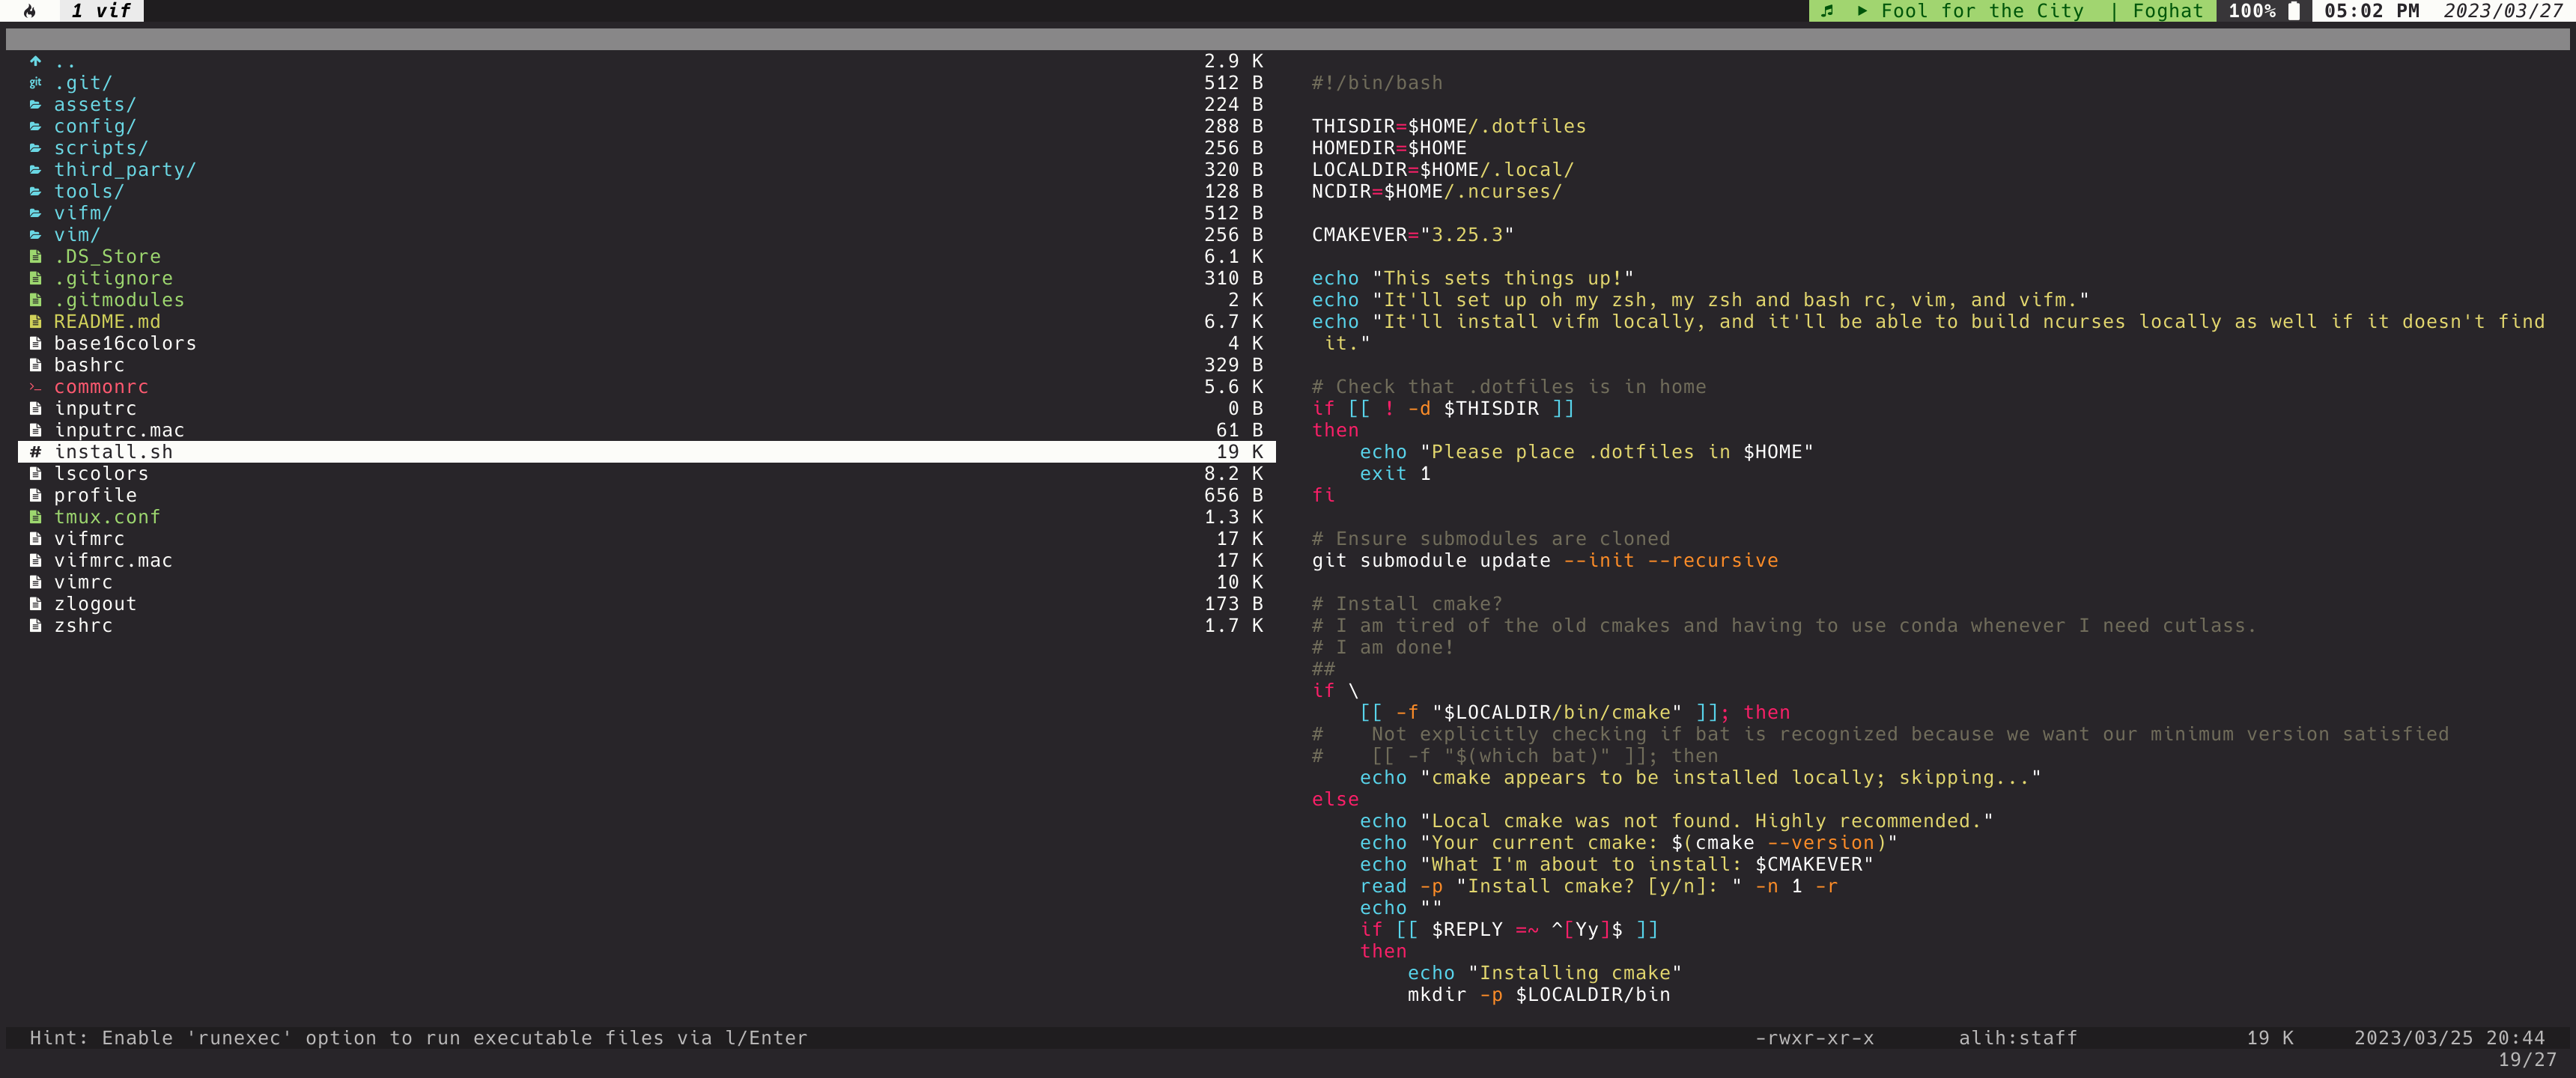 1 vif
Fool for the City | Foghat 100% 05:02 PM 2023/03/27
.. 2.9 K
git .git/ 512 B
assets/ 224 B
config/ 288 B
scripts/ 256 B
third_party/ 320 B
tools/ 128 B
vifm/ 512 B
vim/ 256 B
.DS_Store 6.1 K
.gitignore 310 B
.gitmodules 2 K
README.md 6.7 K
base16colors 4 K
bashrc 329 B
>_ commonrc 5.6 K
inputrc 0 B
inputrc.mac 61 B
# install.sh 19 K
lscolors 8.2 K
profile 656 B
tmux.conf 1.3 K
vifmrc 17 K
vifmrc.mac 17 K
vimrc 10 K
zlogout 173 B
zshrc 1.7 K
#!/bin/bash
THISDIR=$HOME/.dotfiles
HOMEDIR=$HOME
LOCALDIR=$HOME/.local/
NCDIR=$HOME/.ncurses/
CMAKEVER="3.25.3"
echo "This sets things up!"
echo "It'll set up oh my zsh, my zsh and bash rc, vim, and vifm."
echo "It'll install vifm locally, and it'll be able to build ncurses locally as well if it doesn't find
it."
# Check that .dotfiles is in home
if [[ ! -d $THISDIR ]]
then
    echo "Please place .dotfiles in $HOME"
    exit 1
fi
# Ensure submodules are cloned
git submodule update --init --recursive
# Install cmake?
# I am tired of the old cmakes and having to use conda whenever I need cutlass.
# I am done!
##
if \
    [[ -f "$LOCALDIR/bin/cmake" ]]; then
#    Not explicitly checking if bat is recognized because we want our minimum version satisfied
#    [[ -f "$(which bat)" ]]; then
    echo "cmake appears to be installed locally; skipping..."
else
    echo "Local cmake was not found. Highly recommended."
    echo "Your current cmake: $(cmake --version)"
    echo "What I'm about to install: $CMAKEVER"
    read -p "Install cmake? [y/n]: " -n 1 -r
    echo ""
    if [[ $REPLY =~ ^[Yy]$ ]]
    then
        echo "Installing cmake"
        mkdir -p $LOCALDIR/bin
Hint: Enable 'runexec' option to run executable files via l/Enter -rwxr-xr-x alih:staff 19 K 2023/03/25 20:44
19/27